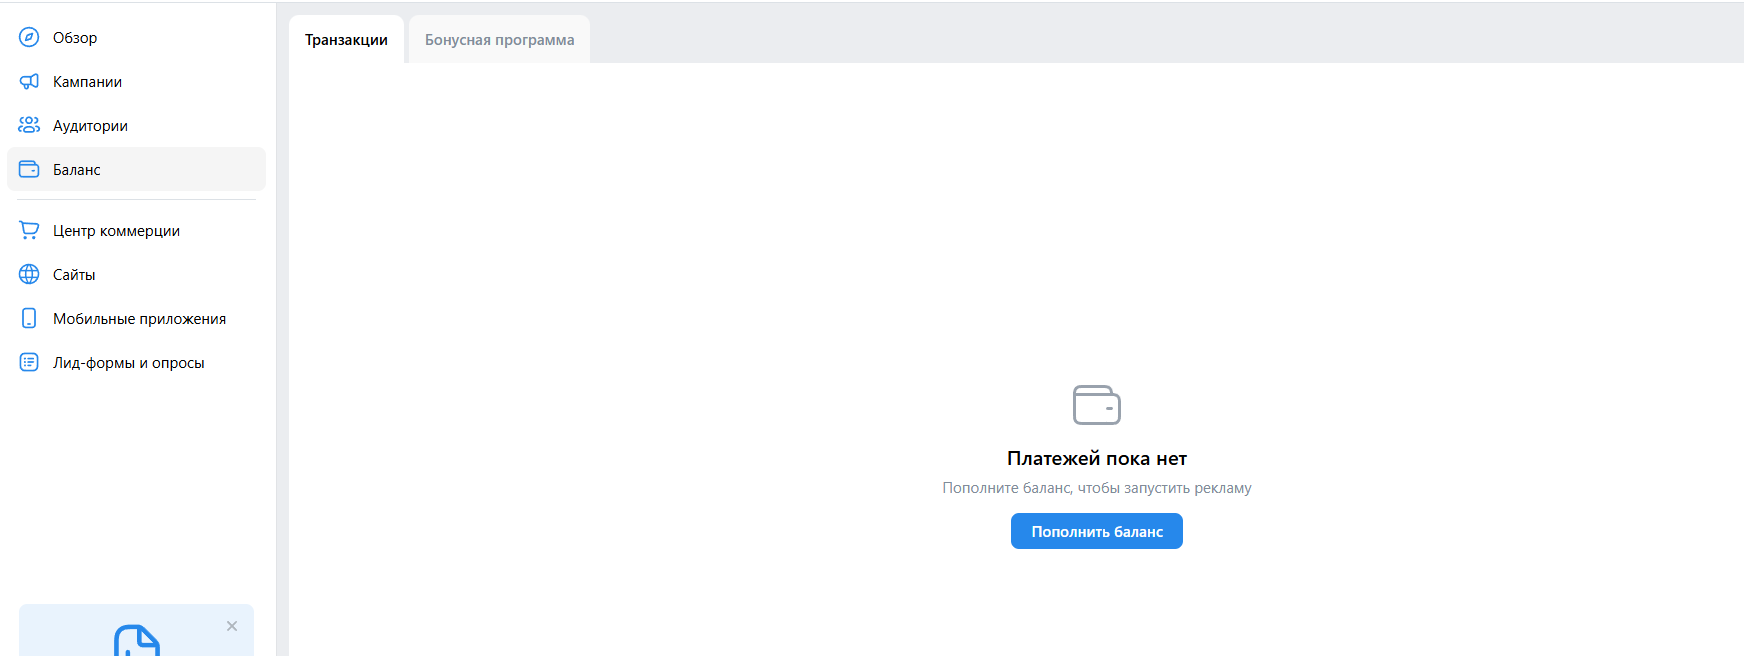 Обзор
Кампании
Аудитории
Баланс
Центр коммерции
Сайты
Мобильные приложения
Лид-формы и опросы
Транзакции
Бонусная программа
Платежей пока нет
Пополните баланс, чтобы запустить рекламу
Пополнить баланс